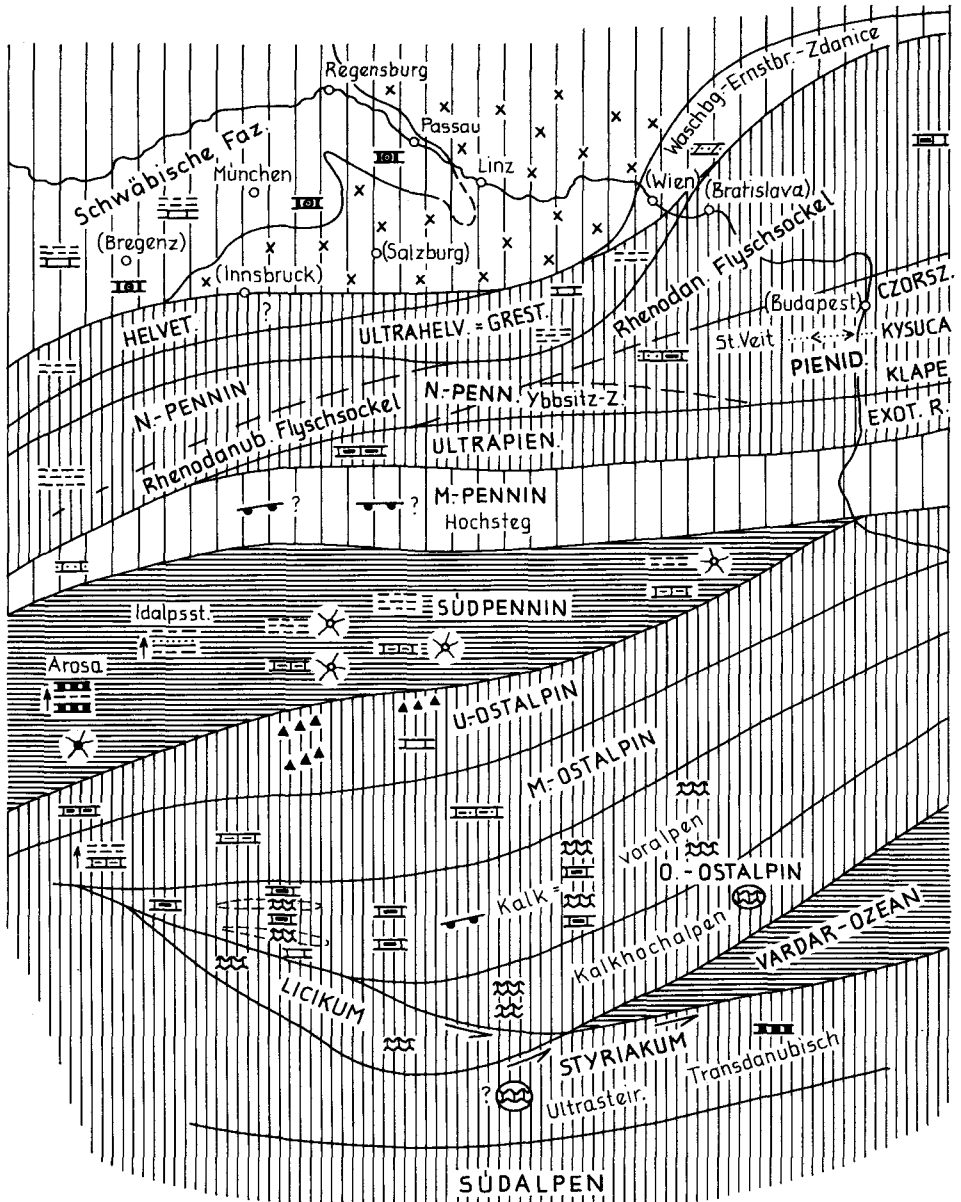 Waschbg-Ernstbr.-Zdanice
Regensburg
Passau
Schwäbische Faz.
München
Linz
(Wien)
(Bratislava)
(Bregenz)
(Salzburg)
(Innsbruck)
?
Rhenodan. Flyschsockel
(Budapest)
CZORSZ.
HELVET.
ULTRAHELV. = GREST.
St.Veit
KYSUCA
PIENID.
KLAPE
N-PENNIN
N-PENN. Ybbsitz-Z.
EXOT. R.
Rhenodanub. Flyschsockel
ULTRAPIEN.
?
?
M-PENNIN
Hochsteg
Idalpsst.
SÜDPENNIN
Arosa
U-OSTALPIN
M-OSTALPIN
Kalk = voralpen
O.-OSTALPIN
Kalkhochalpen
VARDAR-OZEAN
LICIKUM
STYRIAKUM
Transdanubisch
?
Ultrasteir.
SÜDALPEN